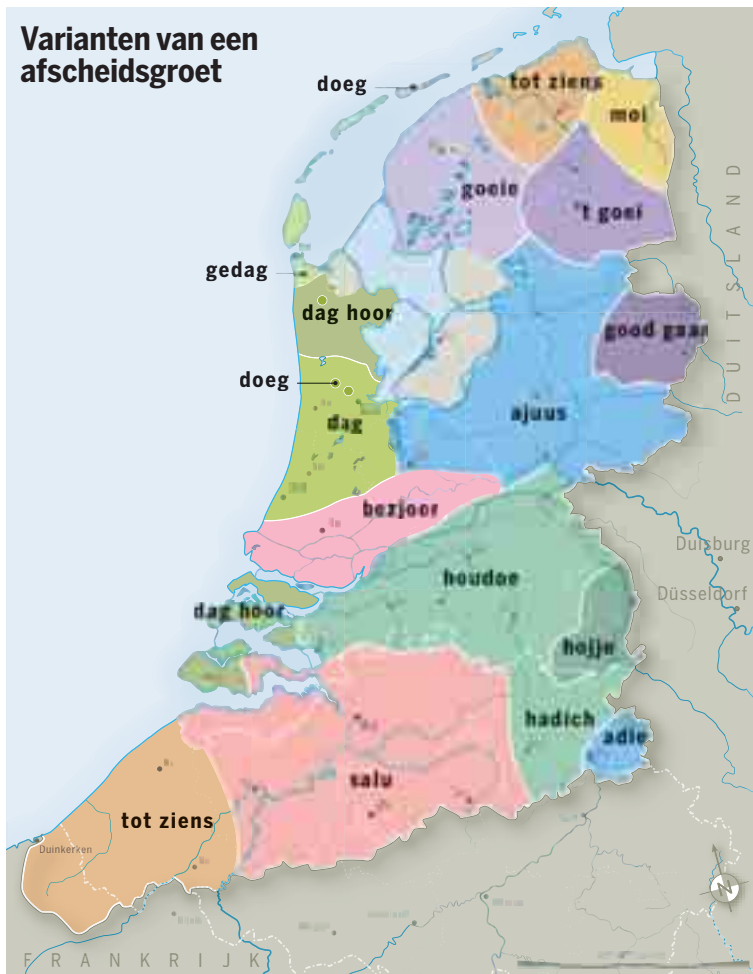 Varianten van een
afscheidsgroet
doeg
tot ziens
moi
goeie
't goei
DUITSLAND
gedag
dag hoor
good gaan
doeg
dag
ajuus
bezjoer
Duisburg
houdoe
Düsseldorf
dag hoor
hojje
hadich
adie
salu
tot ziens
Duinkerken
N
FRANKRIJK